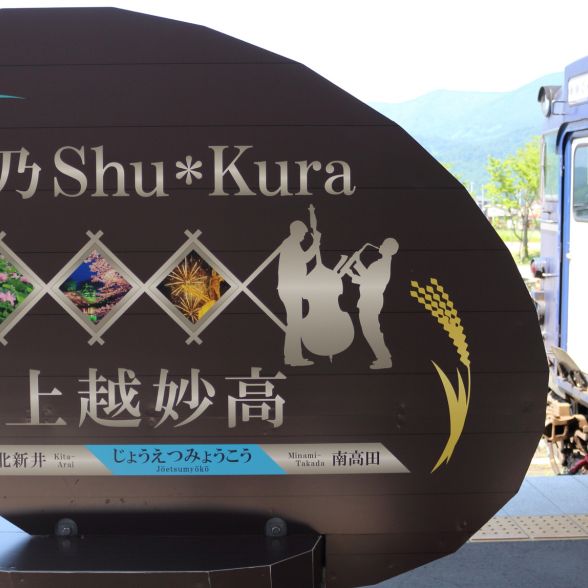 乃Shu*Kura
上越妙高
北新井 Kita-Arai じょうえつみょうこう Jōetsumyōkō Minami-Takada 南高田